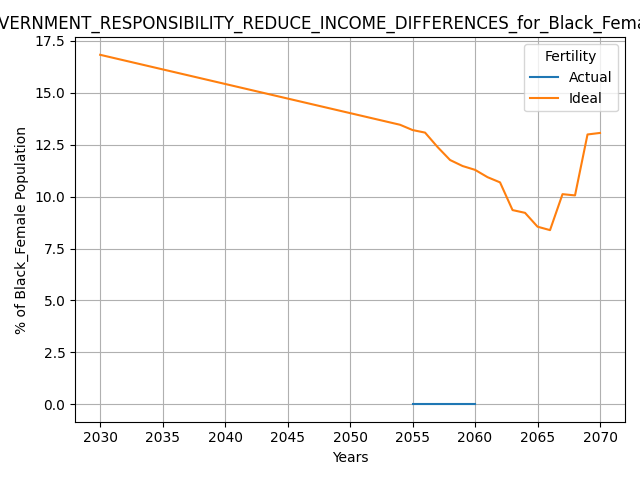 VERNMENT_RESPONSIBILITY_REDUCE_INCOME_DIFFERENCES_for_Black_Fema
17.5
15.0
12.5
10.0
7.5
5.0
2.5
0.0
% of Black_Female Population
Fertility
Actual
Ideal
2030 2035 2040 2045 2050 2055 2060 2065 2070
Years